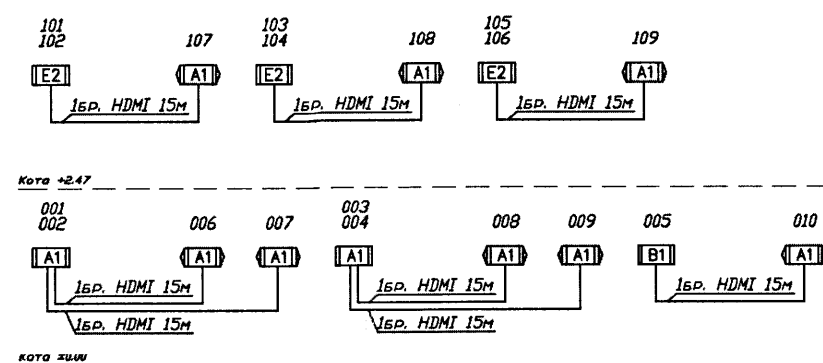 101 103 105
102 107 104 108 106 109
E2 A1 E2 A1 E2 A1
1бр. HDMI 15м 1бр. HDMI 15м 1бр. HDMI 15м
Кота +2.47
001 003
002 006 007 004 008 009 005 010
A1 A1 A1 A1 A1 A1 B1 A1
1бр. HDMI 15м 1бр. HDMI 15м 1бр. HDMI 15м
1бр. HDMI 15м 1бр. HDMI 15м
кота ±0.00